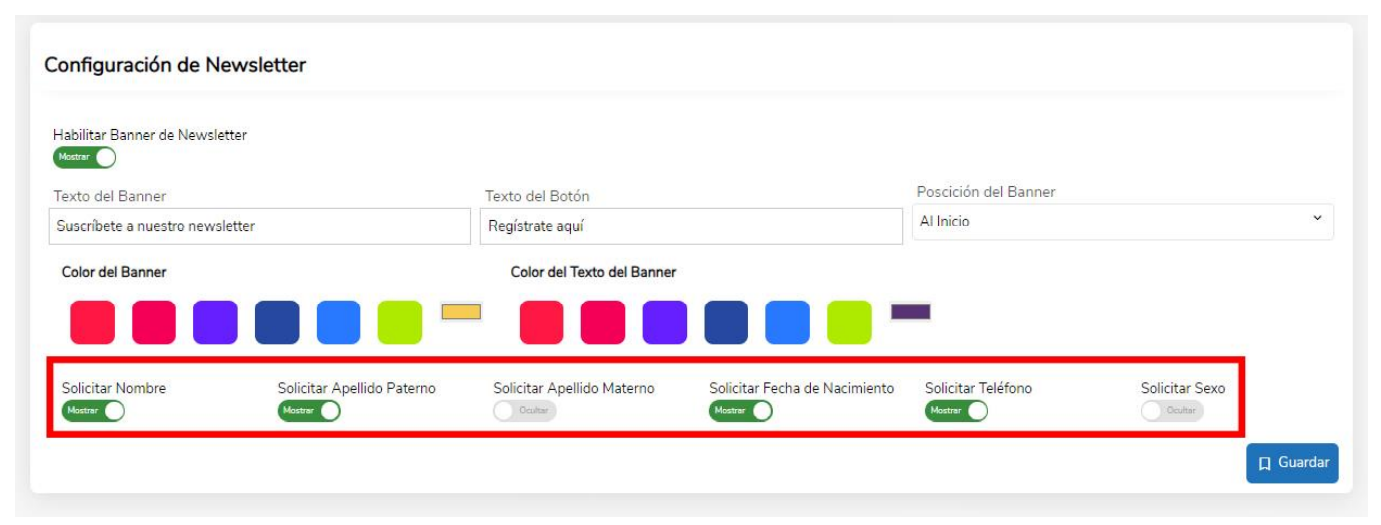 Configuración de Newsletter
Habilitar Banner de Newsletter
Mostrar
Texto del Banner
Texto del Botón
Poscición del Banner
Suscríbete a nuestro newsletter
Regístrate aquí
Al Inicio
Color del Banner
Color del Texto del Banner
Solicitar Nombre
Solicitar Apellido Paterno
Solicitar Apellido Materno
Solicitar Fecha de Nacimiento
Solicitar Teléfono
Solicitar Sexo
Mostrar
Mostrar
Ocultar
Mostrar
Mostrar
Ocultar
Guardar